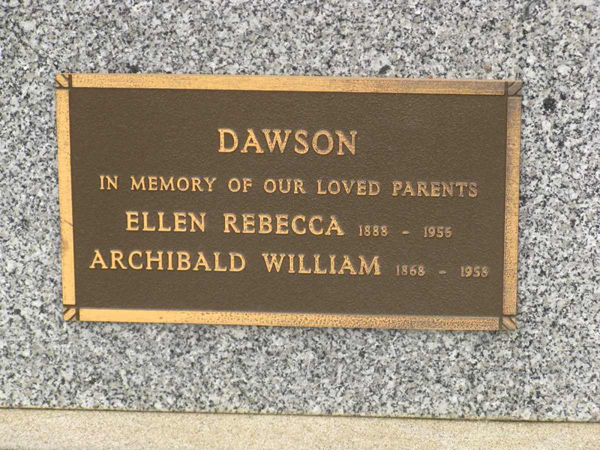 DAWSON
IN MEMORY OF OUR LOVED PARENTS
ELLEN REBECCA 1888 - 1956
ARCHIBALD WILLIAM 1868 - 1958